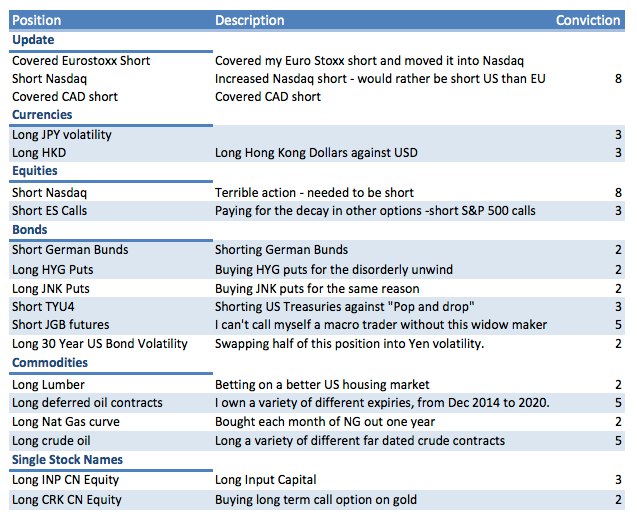 Position Description Conviction
Update
Covered Eurostoxx Short Covered my Euro Stoxx short and moved it into Nasdaq
Short Nasdaq Increased Nasdaq short - would rather be short US than EU 8
Covered CAD short Covered CAD short
Currencies
Long JPY volatility 3
Long HKD Long Hong Kong Dollars against USD 3
Equities
Short Nasdaq Terrible action - needed to be short 8
Short ES Calls Paying for the decay in other options -short S&P 500 calls 3
Bonds
Short German Bunds Shorting German Bunds 2
Long HYG Puts Buying HYG puts for the disorderly unwind 2
Long JNK Puts Buying JNK puts for the same reason 2
Short TYU4 Shorting US Treasuries against "Pop and drop" 3
Short JGB futures I can't call myself a macro trader without this widow maker 5
Long 30 Year US Bond Volatility Swapping half of this position into Yen volatility. 2
Commodities
Long Lumber Betting on a better US housing market 2
Long deferred oil contracts I own a variety of different expiries, from Dec 2014 to 2020. 5
Long Nat Gas curve Bought each month of NG out one year 2
Long crude oil Long a variety of different far dated crude contracts 5
Single Stock Names
Long INP CN Equity Long Input Capital 3
Long CRK CN Equity Buying long term call option on gold 2